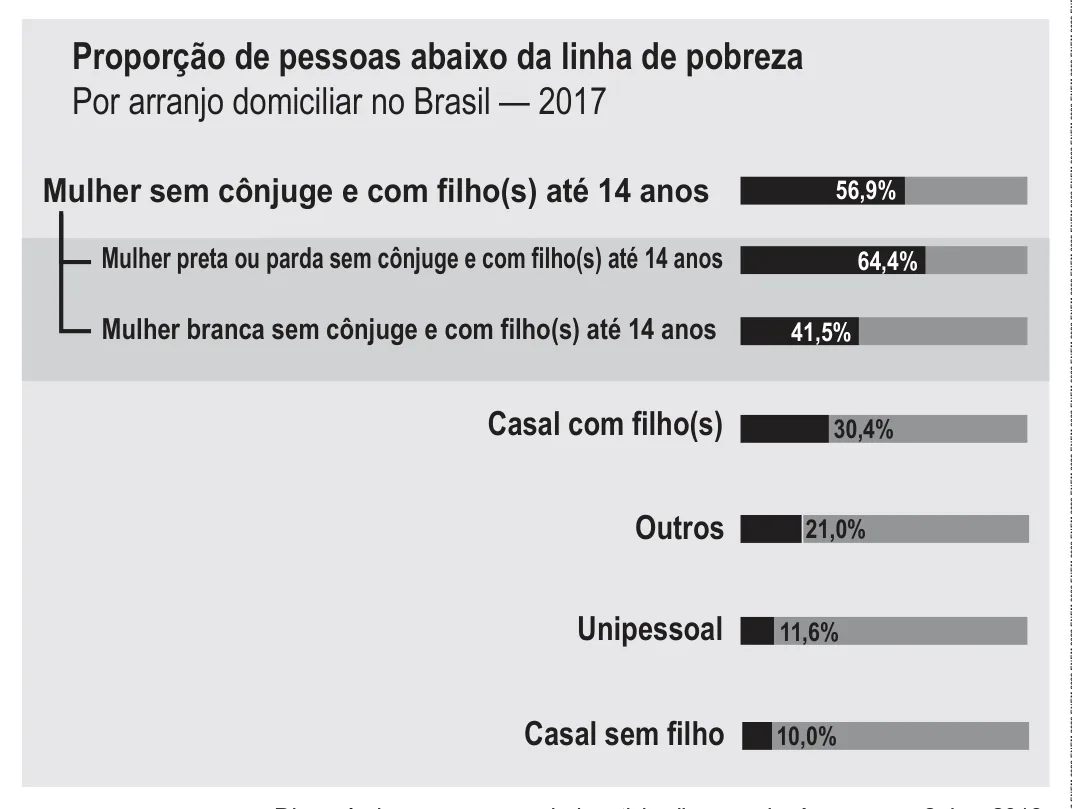 Proporção de pessoas abaixo da linha de pobreza
Por arranjo domiciliar no Brasil — 2017
Mulher sem cônjuge e com filho(s) até 14 anos 56,9%
Mulher preta ou parda sem cônjuge e com filho(s) até 14 anos 64,4%
Mulher branca sem cônjuge e com filho(s) até 14 anos 41,5%
Casal com filho(s) 30,4%
Outros 21,0%
Unipessoal 11,6%
Casal sem filho 10,0%